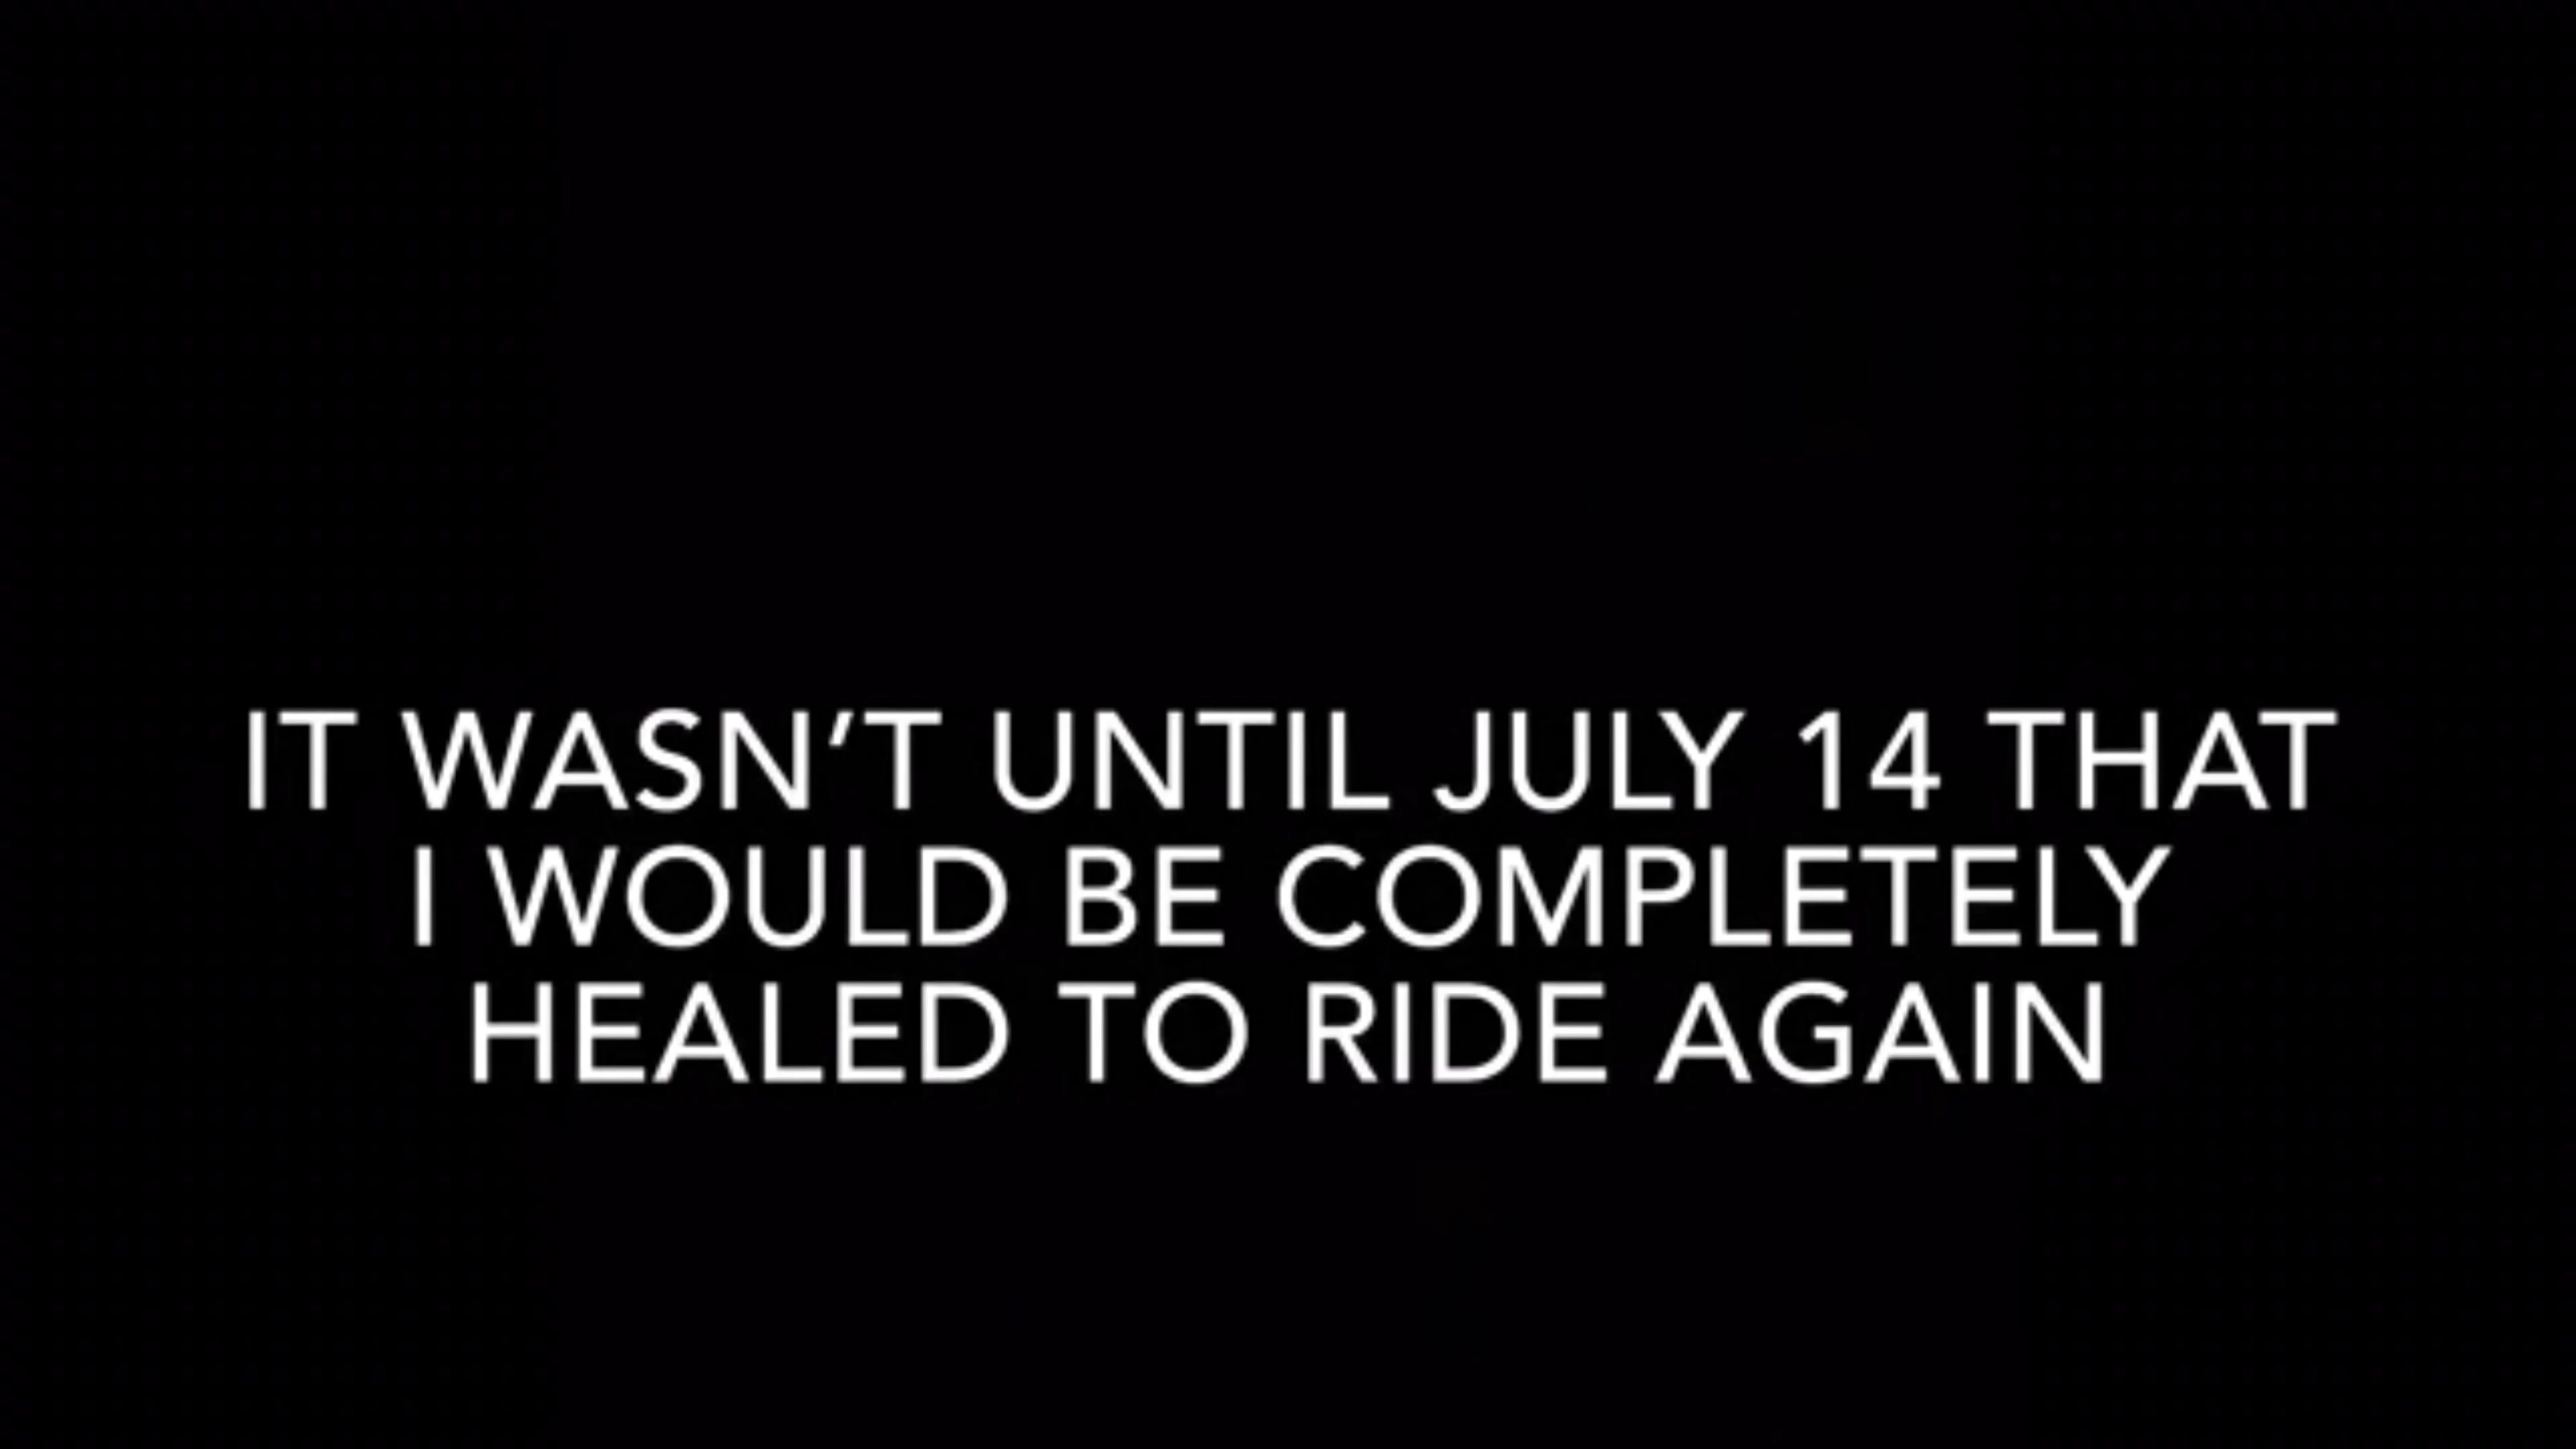 IT WASN’T UNTIL JULY 14 THAT
I WOULD BE COMPLETELY
HEALED TO RIDE AGAIN